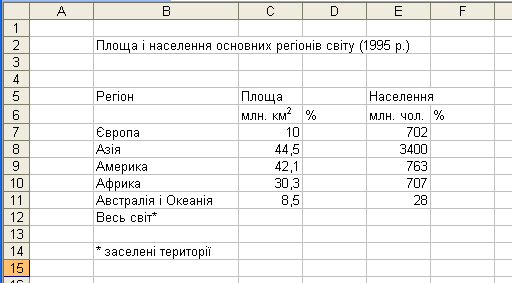 A B C D E F
1
2 Площа і населення основних регіонів світу (1995 р.)
3
4
5 Регіон Площа Населення
6 млн. км² % млн. чол. %
7 Європа 10 702
8 Азія 44,5 3400
9 Америка 42,1 763
10 Африка 30,3 707
11 Австралія і Океанія 8,5 28
12 Весь світ*
13
14 * заселені території
15